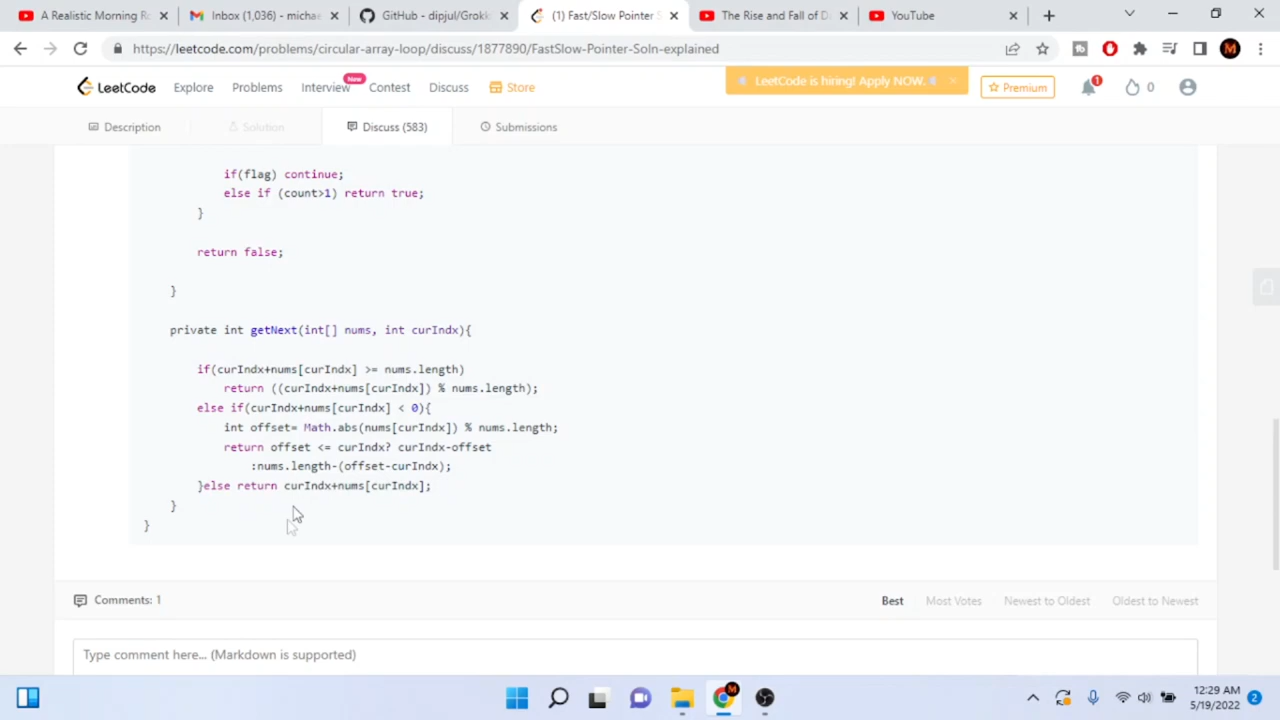 A Realistic Morning Ro
Inbox (1,036) - michae
GitHub - dipjul/Grokki
(1) Fast/Slow Pointer S
The Rise and Fall of Da
YouTube
https://leetcode.com/problems/circular-array-loop/discuss/1877890/FastSlow-Pointer-Soln-explained
M
LeetCode
Explore
Problems
Interview
New
Contest
Discuss
Store
LeetCode is hiring! Apply NOW.
Premium
1
0
Description
Solution
Discuss (583)
Submissions
if(flag) continue;
else if (count>1) return true;
}
return false;
}
private int getNext(int[] nums, int curIndx){
if(curIndx+nums[curIndx] >= nums.length)
return ((curIndx+nums[curIndx]) % nums.length);
else if(curIndx+nums[curIndx] < 0){
int offset= Math.abs(nums[curIndx]) % nums.length;
return offset <= curIndx? curIndx-offset
:nums.length-(offset-curIndx);
}else return curIndx+nums[curIndx];
}
}
Comments: 1
Best
Most Votes
Newest to Oldest
Oldest to Newest
Type comment here... (Markdown is supported)
M
12:29 AM
5/19/2022
2